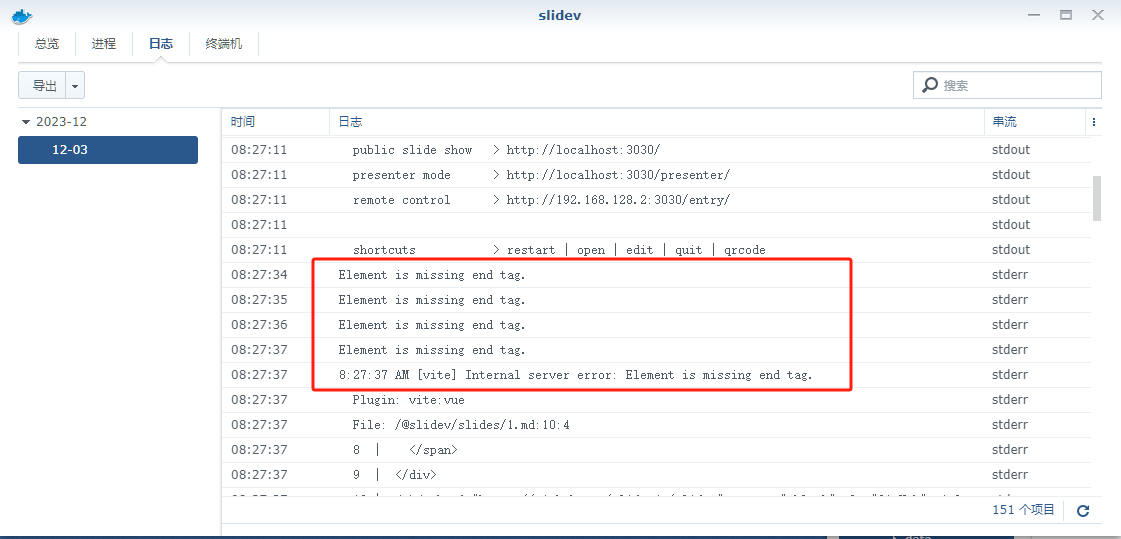 slidev
总览 进程 日志 终端机
导出 搜索
2023-12
12-03
时间 日志 串流
08:27:11 public slide show > http://localhost:3030/ stdout
08:27:11 presenter mode > http://localhost:3030/presenter/ stdout
08:27:11 remote control > http://192.168.128.2:3030/entry/ stdout
08:27:11 stdout
08:27:11 shortcuts > restart | open | edit | quit | qrcode stdout
08:27:34 Element is missing end tag. stderr
08:27:35 Element is missing end tag. stderr
08:27:36 Element is missing end tag. stderr
08:27:37 Element is missing end tag. stderr
08:27:37 8:27:37 AM [vite] Internal server error: Element is missing end tag. stderr
08:27:37 Plugin: vite:vue stderr
08:27:37 File: /@slidev/slides/1.md:10:4 stderr
08:27:37 8 | </span> stderr
08:27:37 9 | </div> stderr
151 个项目